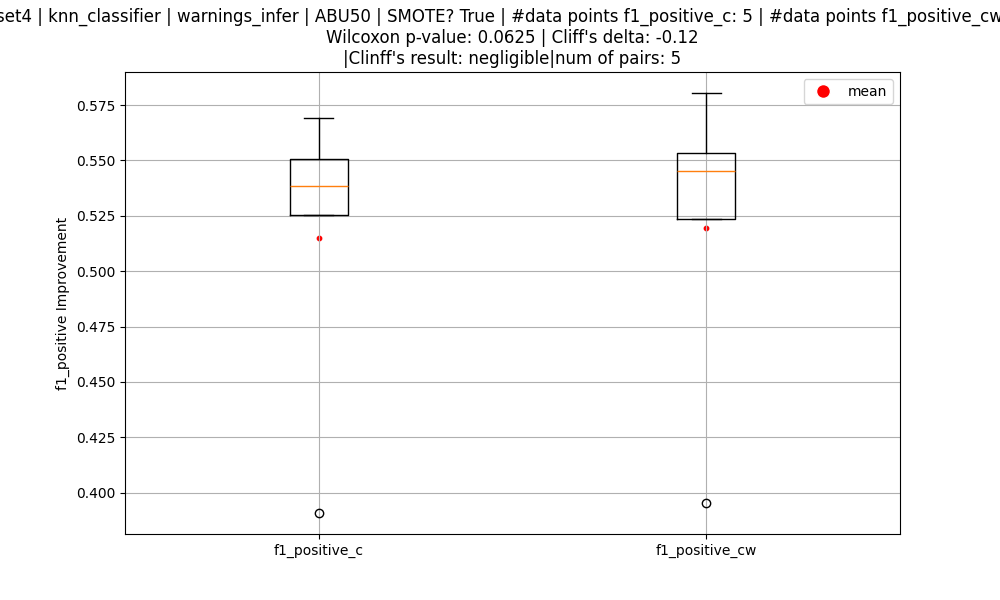 set4 | knn_classifier | warnings_infer | ABU50 | SMOTE? True | #data points f1_positive_c: 5 | #data points f1_positive_cw
Wilcoxon p-value: 0.0625 | Cliff's delta: -0.12
|Clinff's result: negligible|num of pairs: 5
mean
0.575
0.550
0.525
0.500
0.475
0.450
0.425
0.400
f1_positive Improvement
f1_positive_c
f1_positive_cw